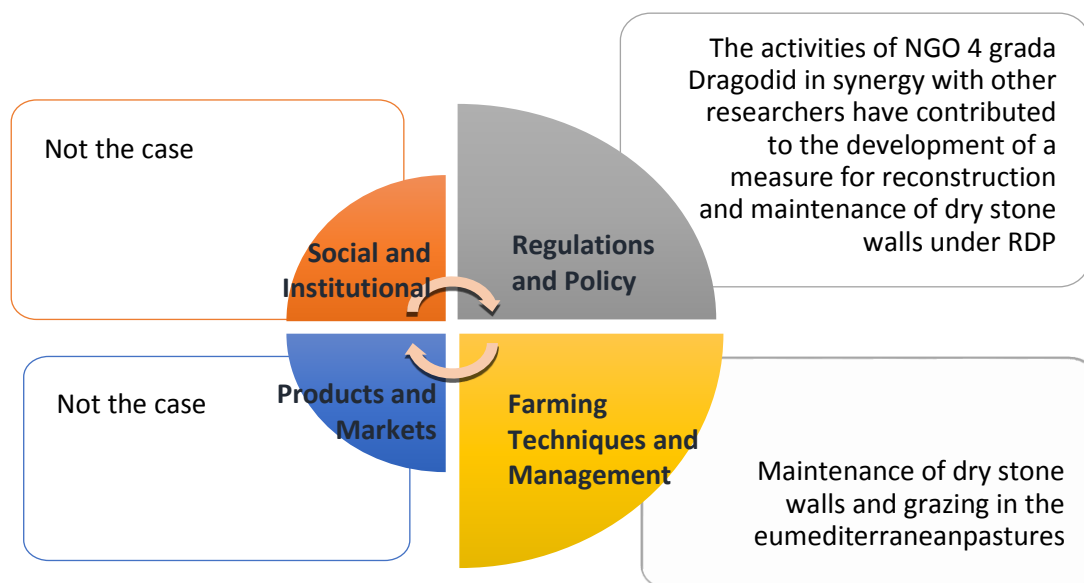 Not the case
The activities of NGO 4 grada
Dragodid in synergy with other
researchers have contributed
to the development of a
measure for reconstruction
and maintenance of dry stone
walls under RDP
Social and
Institutional
Regulations
and Policy
Not the case
Products and
Markets
Farming
Techniques and
Management
Maintenance of dry stone
walls and grazing in the
eumediterraneanpastures